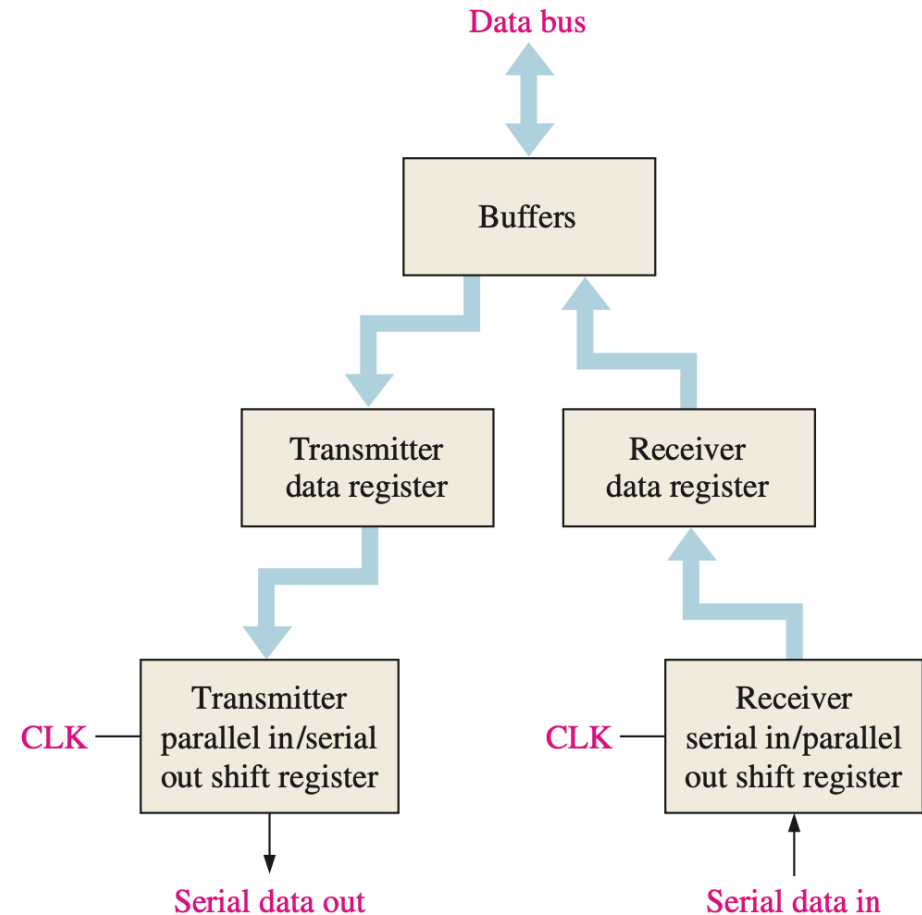 Data bus
Buffers
Transmitter
data register
Receiver
data register
Transmitter
parallel in/serial
out shift register
CLK
Receiver
serial in/parallel
out shift register
CLK
Serial data out
Serial data in